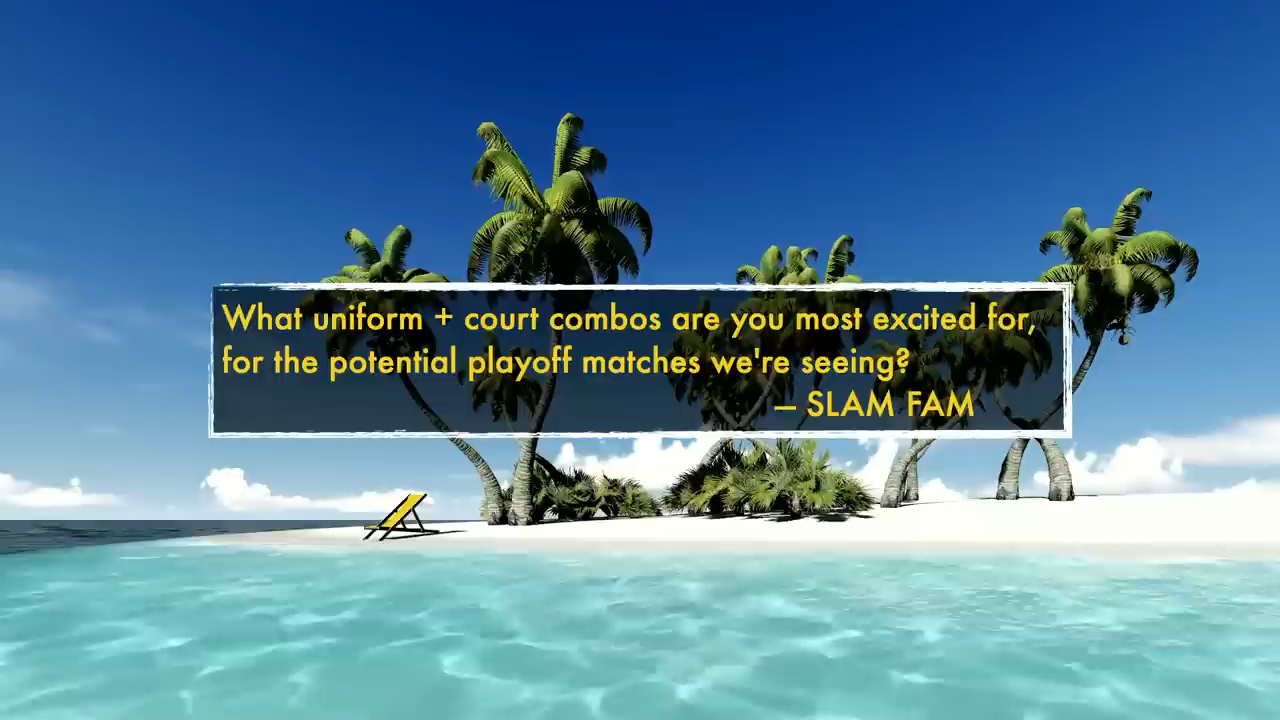 What uniform + court combos are you most excited for,
for the potential playoff matches we're seeing?
– SLAM FAM